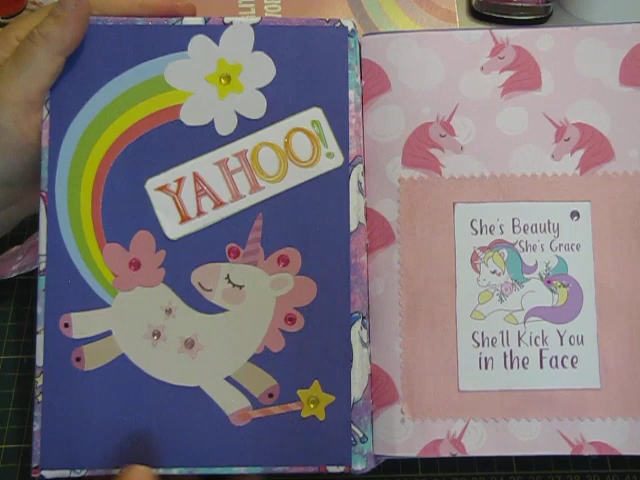 YAHOO!
She's Beauty
She's Grace
She'll Kick You
in the Face